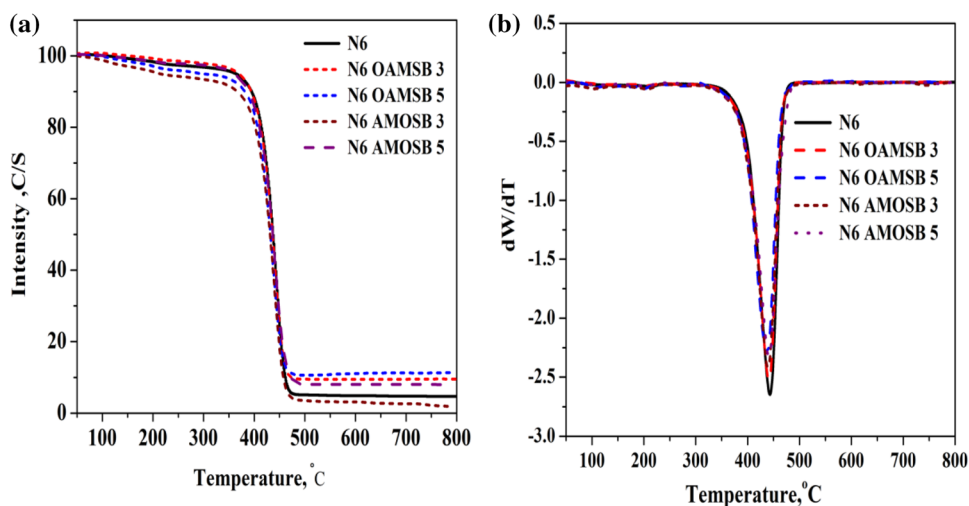 (a)
100
80
60
40
20
0
100
200
300
400
500
600
700
800
Intensity ,C/S
Temperature,°C
N6
N6 OAMSB 3
N6 OAMSB 5
N6 AMOSB 3
N6 AMOSB 5
(b)
0.5
0.0
-0.5
-1.0
-1.5
-2.0
-2.5
-3.0
100
200
300
400
500
600
700
800
dW/dT
Temperature,°C
N6
N6 OAMSB 3
N6 OAMSB 5
N6 AMOSB 3
N6 AMOSB 5